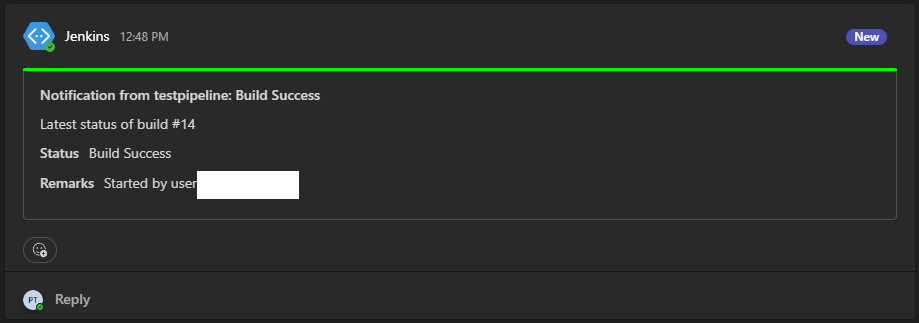 Jenkins 12:48 PM New
Notification from testpipeline: Build Success
Latest status of build #14
Status Build Success
Remarks Started by user
PT Reply